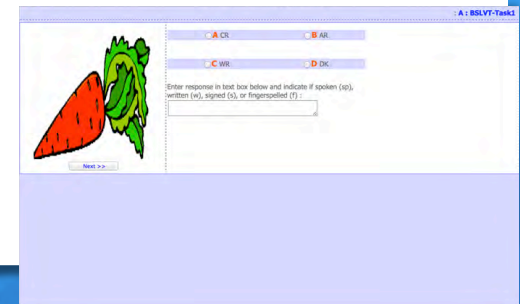 : A : BSLVT-Task1
A CR B AR
C WR D DK
Enter response in text box below and indicate if spoken (sp),
written (w), signed (s), or fingerspelled (f) :
Next >>